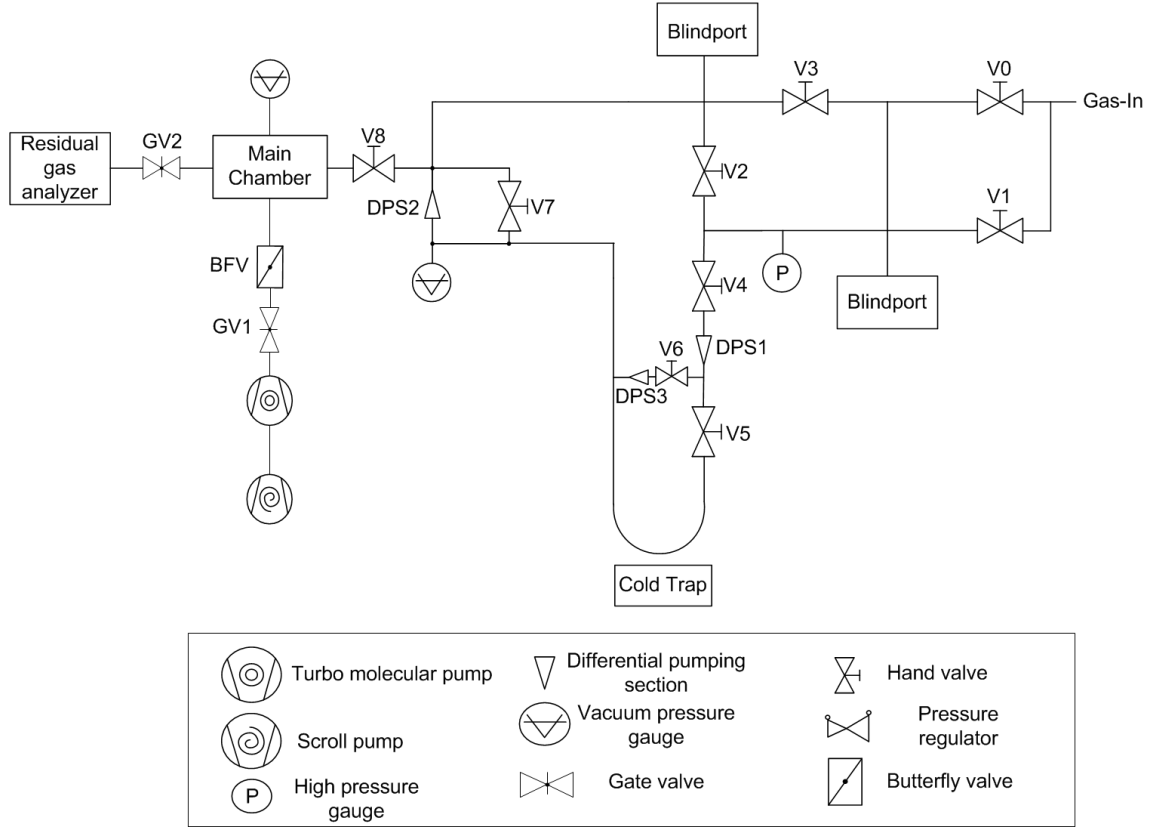 Blindport
V3
V0
Gas-In
Residual
gas
analyzer
GV2
Main
Chamber
V8
V2
DPS2
V7
V1
BFV
P
V4
Blindport
GV1
V6
DPS1
DPS3
V5
Cold Trap
Turbo molecular pump
Differential pumping
section
Hand valve
Scroll pump
Vacuum pressure
gauge
Pressure
regulator
P
High pressure
gauge
Gate valve
Butterfly valve